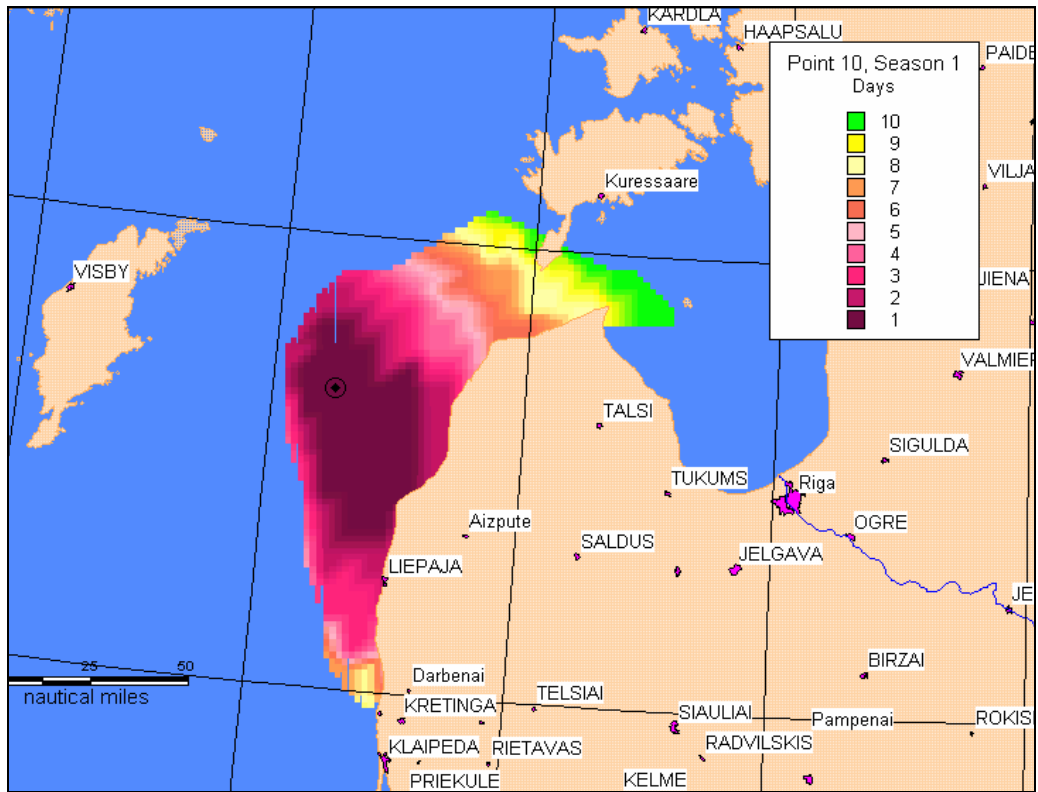 KARDLA
HAAPSALU
PAIDE
Point 10, Season 1
Days
10
9
8
7
6
5
4
3
2
1
Kuressaare
VILJA
VISBY
JIENA
VALMIER
TALSI
SIGULDA
TUKUMS
Riga
Aizpute
OGRE
SALDUS
JELGAVA
LIEPAJA
JE
25 50
nautical miles
BIRZAI
Darbenai
TELSIAI
KRETINGA
SIAULIAI
Pampenai
ROKIS
KLAIPEDA
RIETAVAS
RADVILSKIS
PRIEKULE
KELME